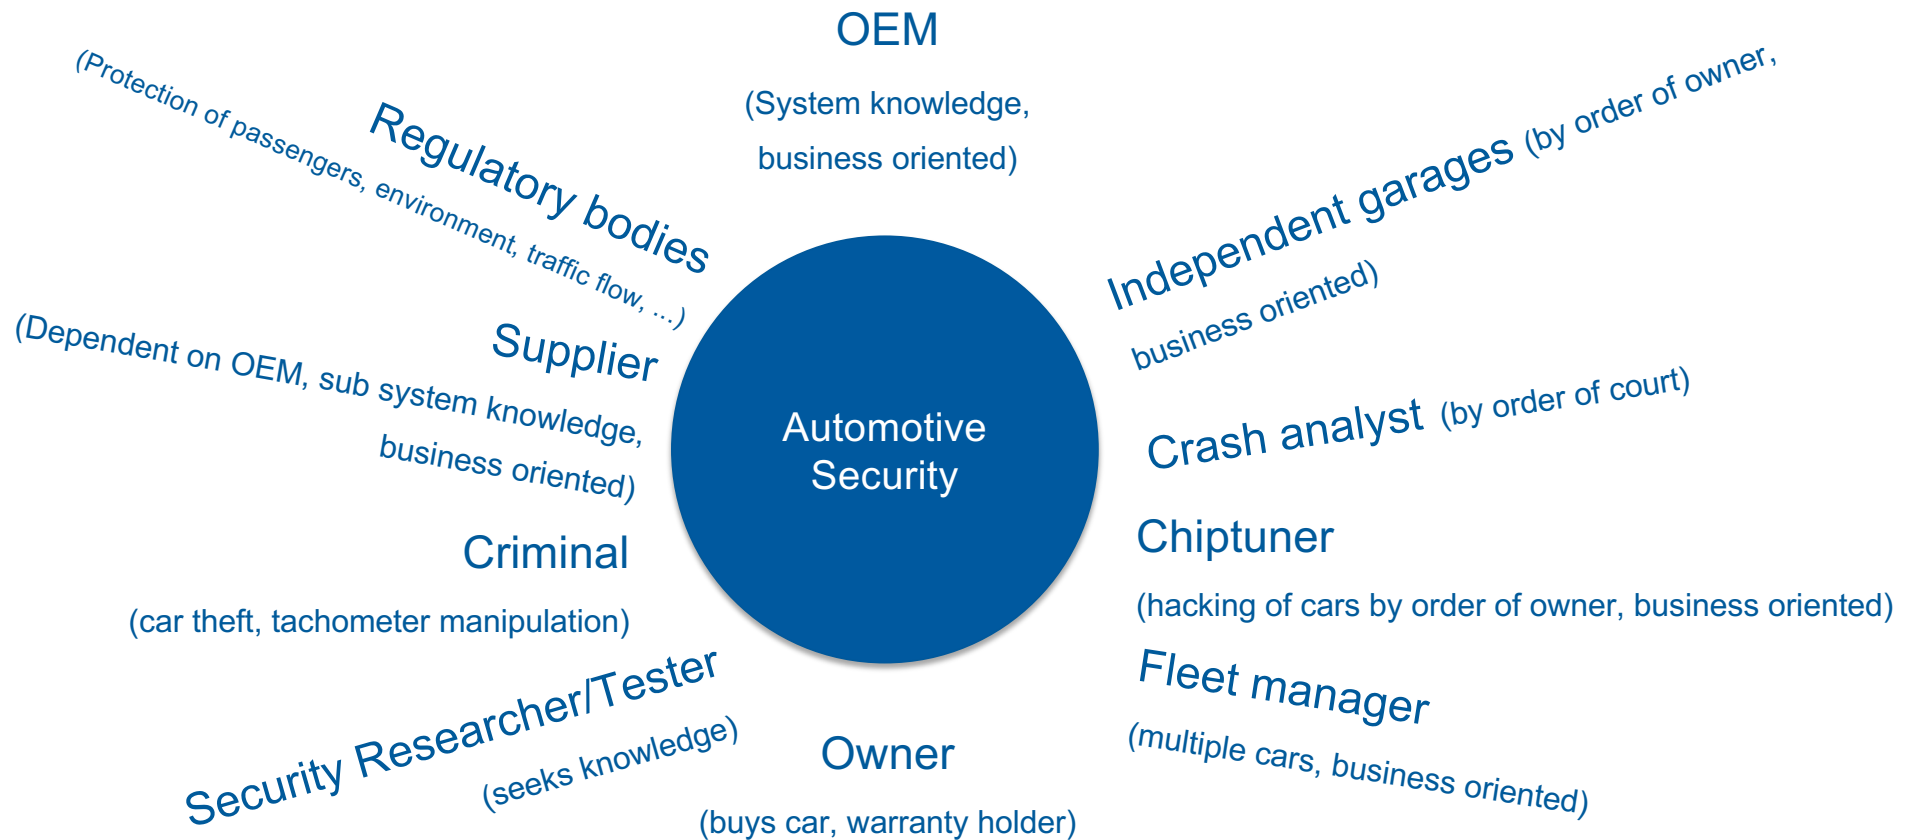 OEM
(System knowledge,
business oriented)
Regulatory bodies
(Protection of passengers, environment, traffic flow, ...)
Supplier
(Dependent on OEM, sub system knowledge,
business oriented)
Criminal
(car theft, tachometer manipulation)
Security Researcher/Tester
(seeks knowledge)
Owner
(buys car, warranty holder)
Automotive
Security
Independent garages (by order of owner,
business oriented)
Crash analyst (by order of court)
Chiptuner
(hacking of cars by order of owner, business oriented)
Fleet manager
(multiple cars, business oriented)